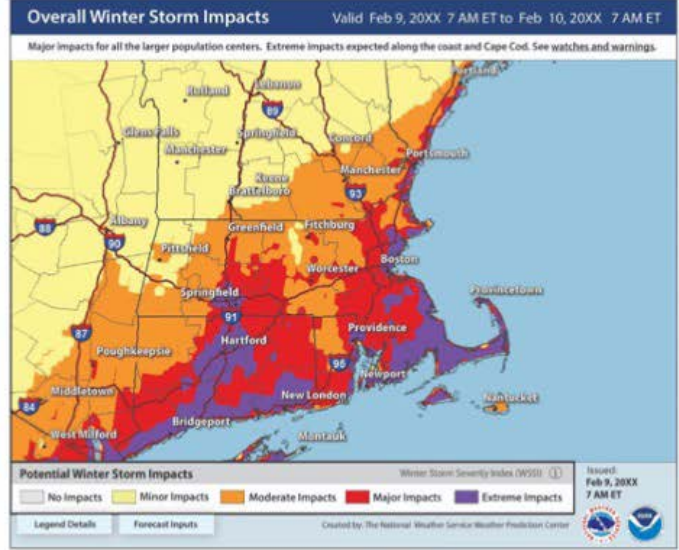 Overall Winter Storm Impacts
Valid Feb 9, 20XX 7 AM ET to Feb 10, 20XX 7 AM ET
Major impacts for all the larger population centers. Extreme impacts expected along the coast and Cape Cod. See watches and warnings.
Portland
Rutland
Lebanon
89
Glens Falls
Springfield
Concord
Manchester
Portsmouth
Manchester
Keene
Brattleboro
93
Albany
88
90
Greenfield
Fitchburg
Pittsfield
Boston
Worcester
Springfield
Provincetown
91
Providence
87
Hartford
Poughkeepsie
95
Newport
Middletown
New London
Nantucket
84
Bridgeport
West Milford
Montauk
Potential Winter Storm Impacts
Winter Storm Severity Index (WSSI)
No Impacts
Minor Impacts
Moderate Impacts
Major Impacts
Extreme Impacts
Issued:
Feb 9, 20XX
7 AM ET
Legend Details
Forecast Inputs
Created by: The National Weather Service Weather Prediction Center